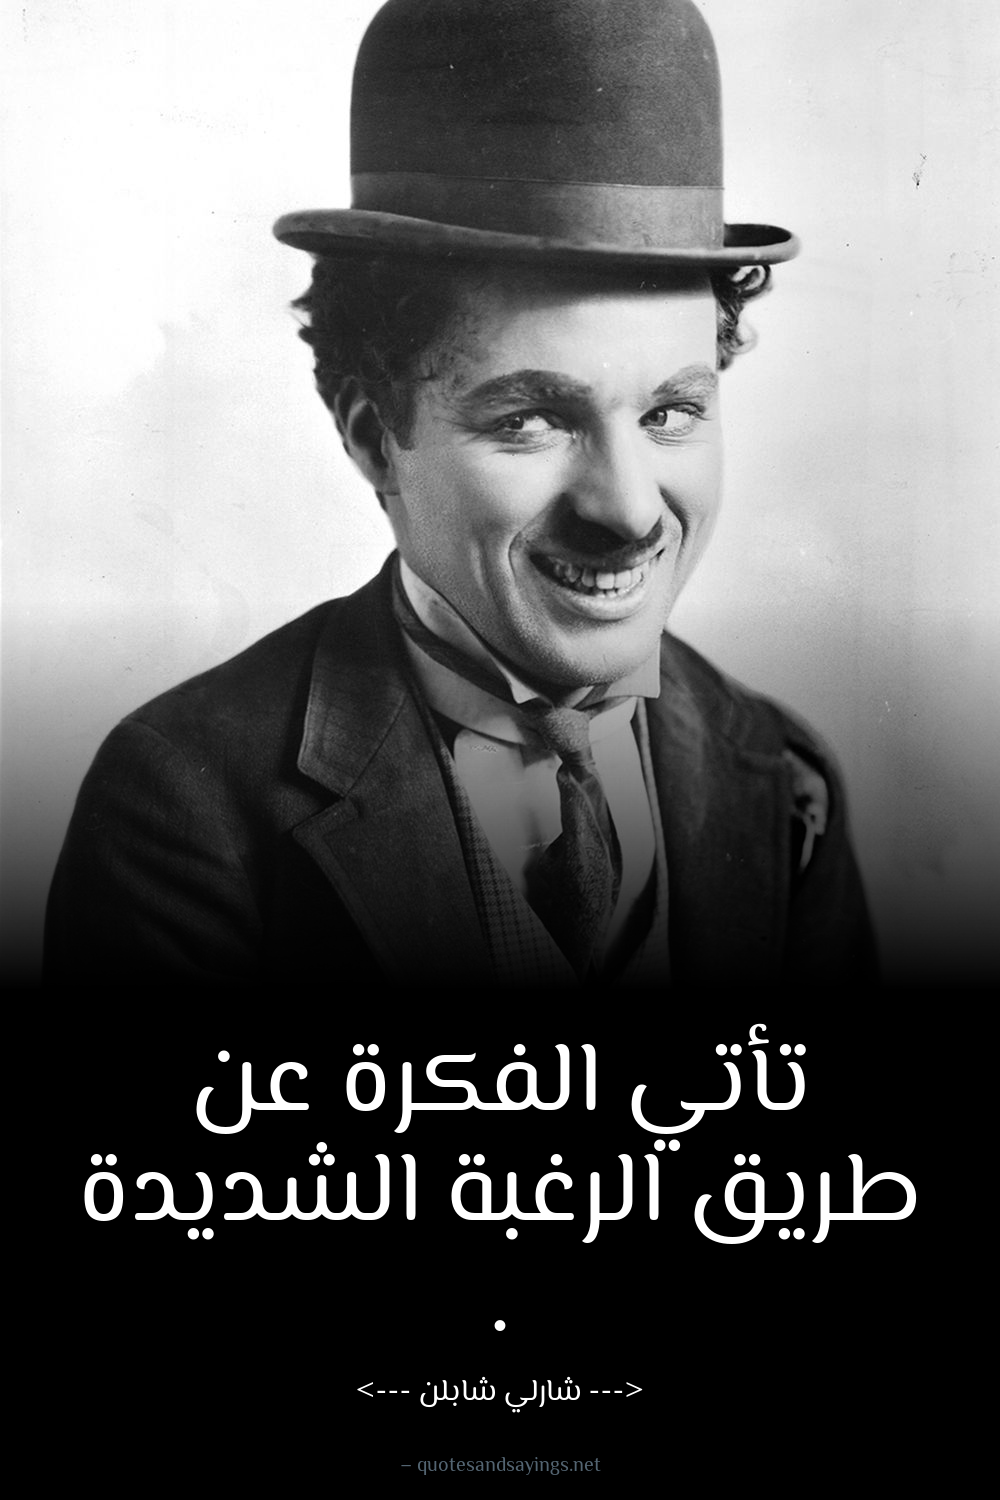 تأتي الفكرة عن
طريق الرغبة الشديدة
.
<--- شارلي شابلن --->
– quotesandsayings.net